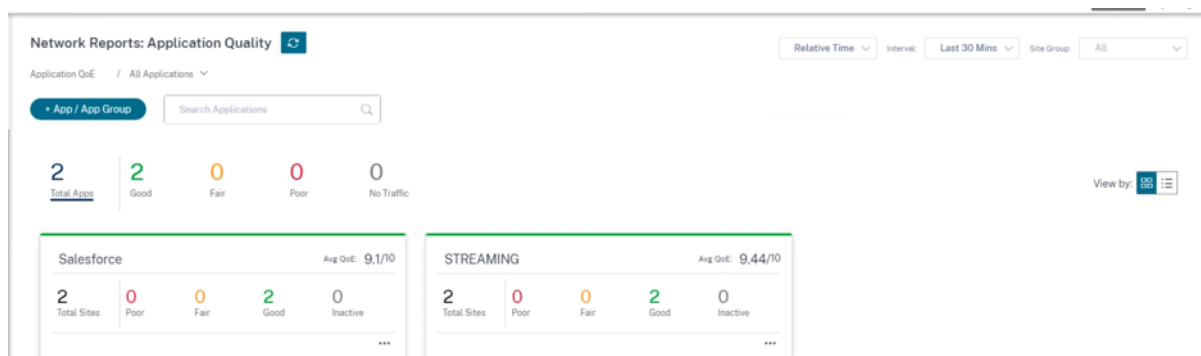 Network Reports: Application Quality
Relative Time Interval: Last 30 Mins Site Group: All
Application QoE / All Applications
+ App / App Group Search Applications
2 2 0 0 0
Total Apps Good Fair Poor No Traffic
View by:
Salesforce Avg QoE: 9.1/10
2 0 0 2 0
Total Sites Poor Fair Good Inactive
•••
STREAMING Avg QoE: 9.44/10
2 0 0 2 0
Total Sites Poor Fair Good Inactive
•••